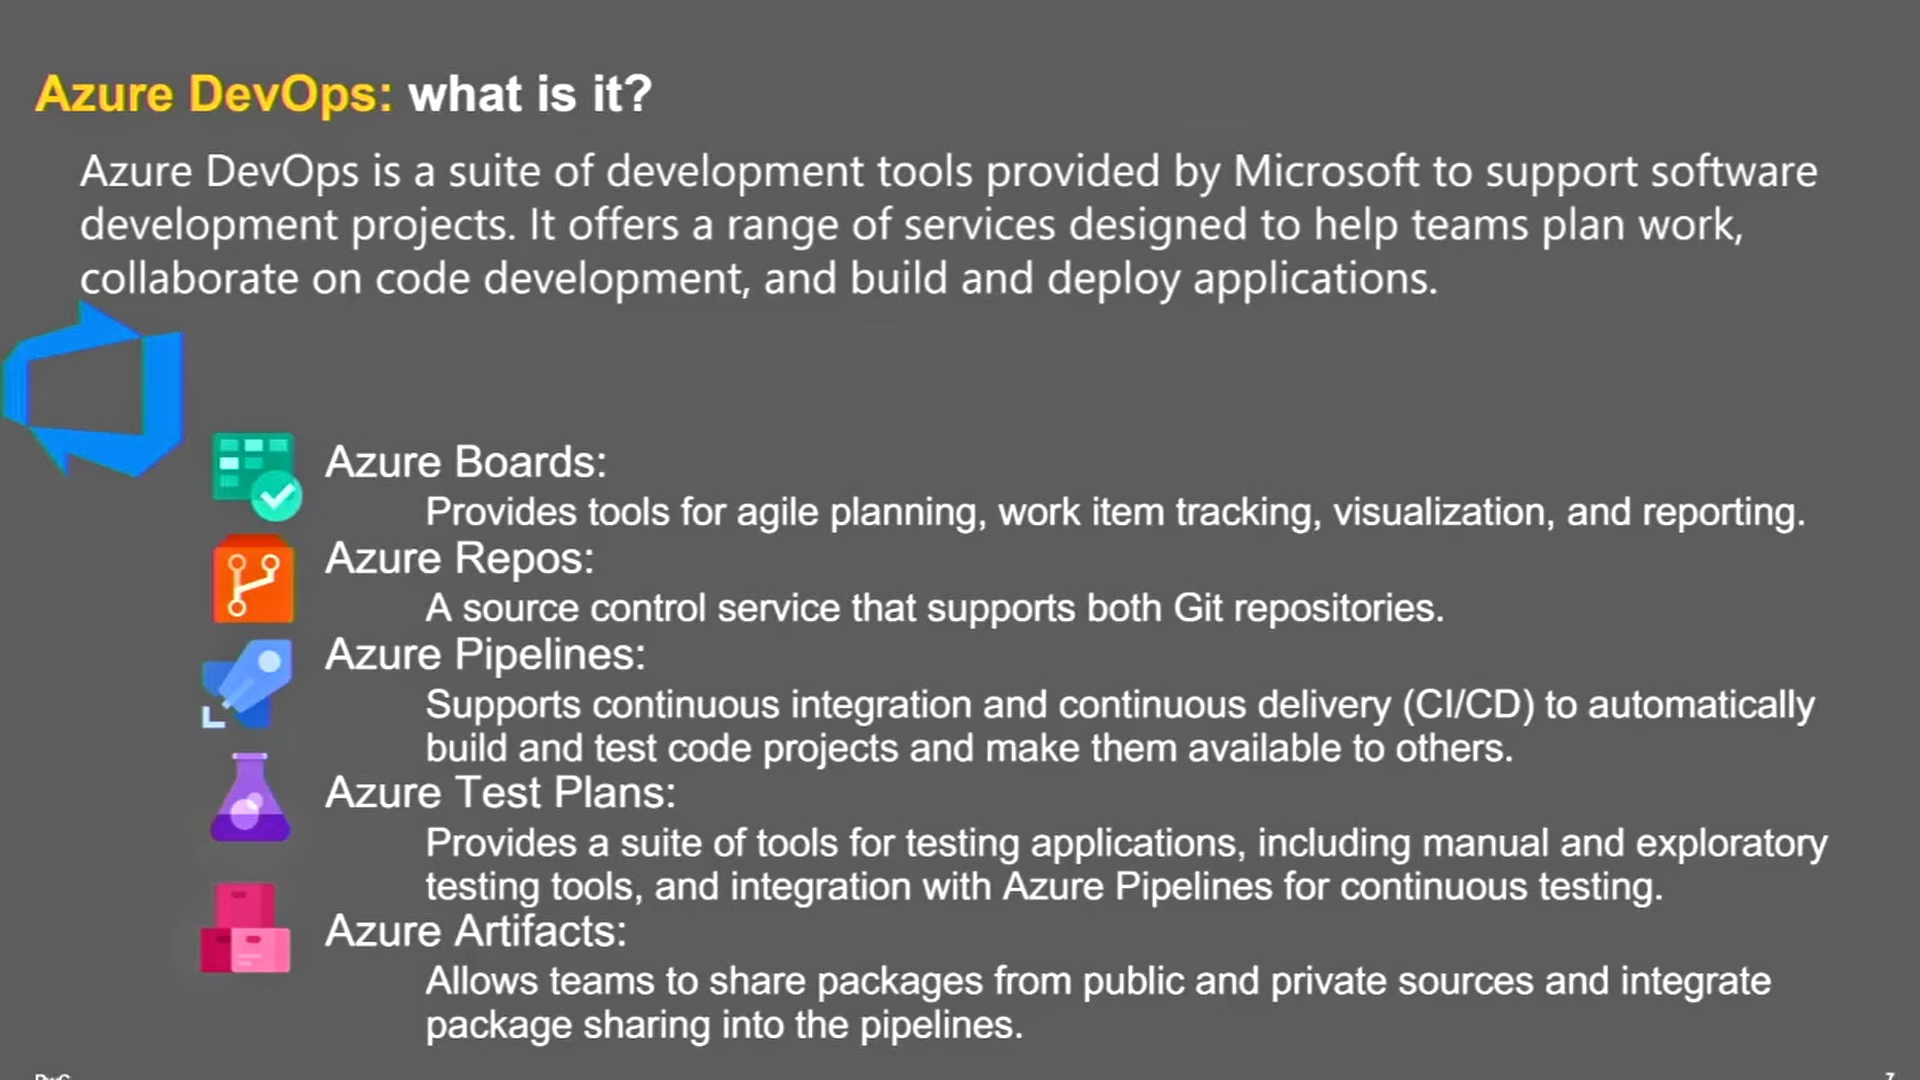 Azure DevOps: what is it?
Azure DevOps is a suite of development tools provided by Microsoft to support software
development projects. It offers a range of services designed to help teams plan work,
collaborate on code development, and build and deploy applications.
Azure Boards:
Provides tools for agile planning, work item tracking, visualization, and reporting.
Azure Repos:
A source control service that supports both Git repositories.
Azure Pipelines:
Supports continuous integration and continuous delivery (CI/CD) to automatically
build and test code projects and make them available to others.
Azure Test Plans:
Provides a suite of tools for testing applications, including manual and exploratory
testing tools, and integration with Azure Pipelines for continuous testing.
Azure Artifacts:
Allows teams to share packages from public and private sources and integrate
package sharing into the pipelines.